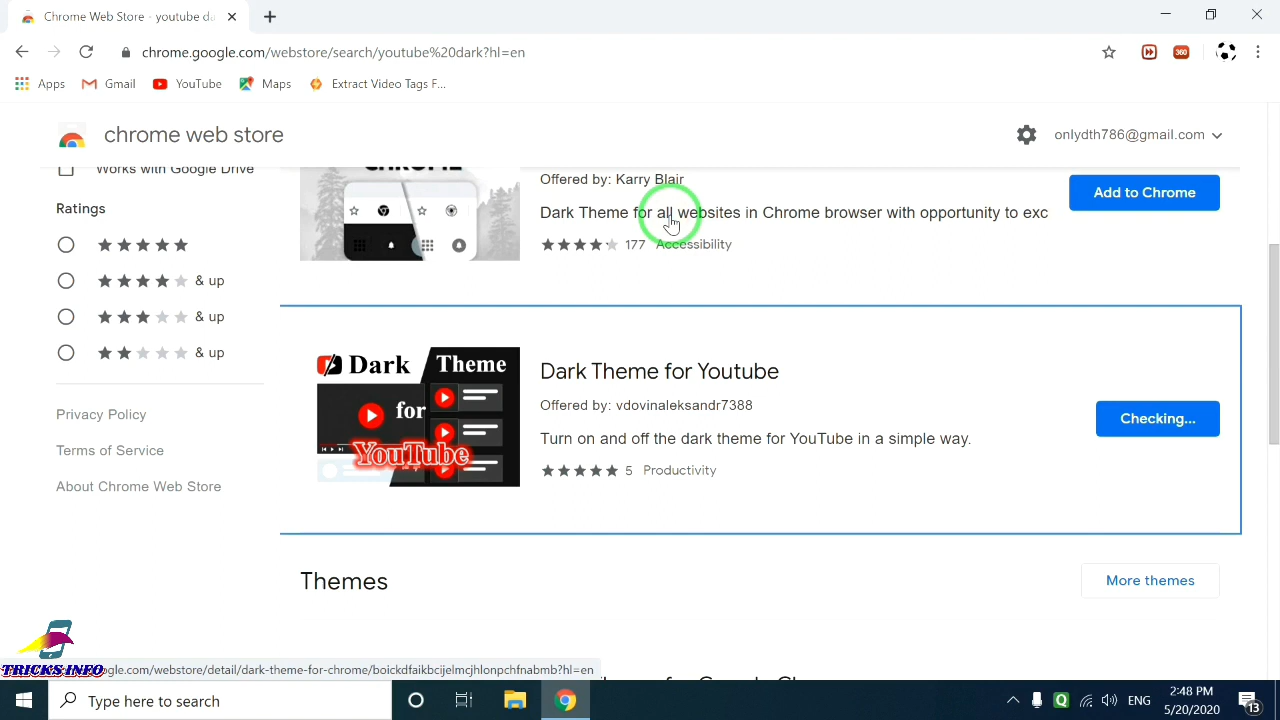 Chrome Web Store - youtube da
chrome.google.com/webstore/search/youtube%20dark?hl=en
360
Apps Gmail YouTube Maps Extract Video Tags F...
chrome web store
onlydth786@gmail.com
Works with Google Drive
Ratings
& up
& up
& up
Privacy Policy
Terms of Service
About Chrome Web Store
CHROME
Offered by: Karry Blair
Dark Theme for all websites in Chrome browser with opportunity to exc
177 Accessibility
Add to Chrome
Dark Theme
for
YouTube
Dark Theme for Youtube
Offered by: vdovinaleksandr7388
Turn on and off the dark theme for YouTube in a simple way.
5 Productivity
Checking...
Themes
More themes
TRICKS INFO
gle.com/webstore/detail/dark-theme-for-chrome/boickdfaikbcijelmcjhlonpchfnabmb?hl=en
Type here to search
ENG
2:48 PM
5/20/2020
13